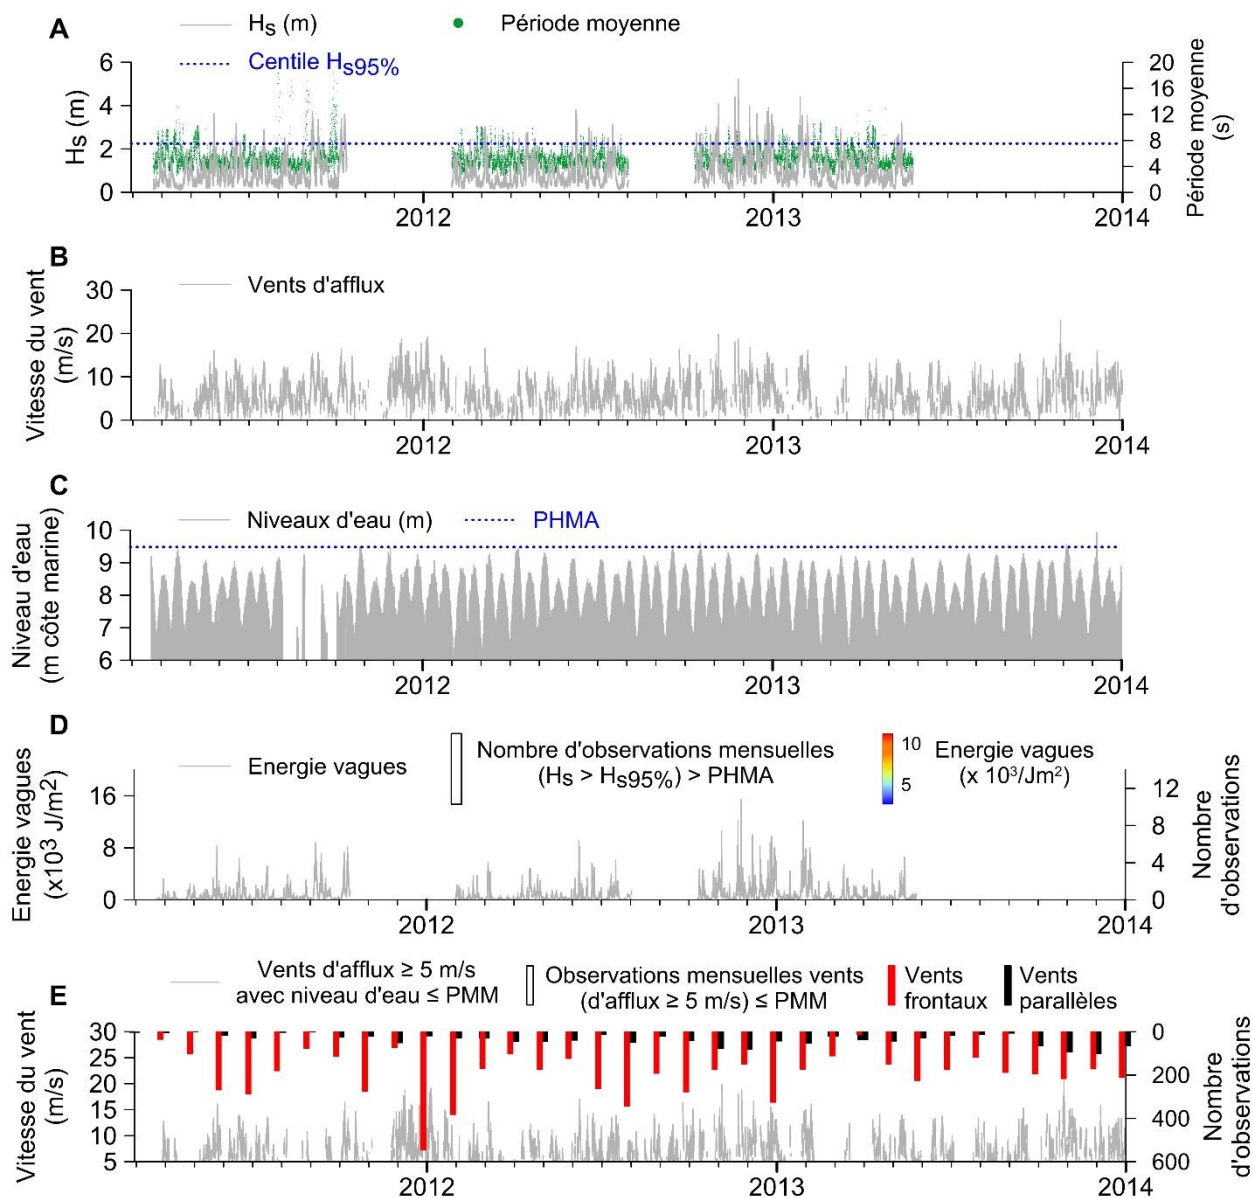 A
Hs (m)
Période moyenne
Centile Hs95%
6
4
2
0
Hs (m)
20
16
12
8
4
0
Période moyenne
(s)
2012
2013
2014
B
Vents d'afflux
30
20
10
0
Vitesse du vent
(m/s)
2012
2013
2014
C
Niveaux d'eau (m)
PHMA
10
9
8
7
6
Niveau d'eau
(m côte marine)
2012
2013
2014
D
Energie vagues
Nombre d'observations mensuelles
(Hs > Hs95%) > PHMA
10
5
Energie vagues
(x 10³/Jm²)
16
8
0
Energie vagues
(x10³ J/m²)
12
8
4
0
Nombre
d'observations
2012
2013
2014
E
Vents d'afflux ≥ 5 m/s
avec niveau d'eau ≤ PMM
Observations mensuelles vents
(d'afflux ≥ 5 m/s) ≤ PMM
Vents
frontaux
Vents
parallèles
30
25
20
15
10
5
Vitesse du vent
(m/s)
0
200
400
600
Nombre
d'observations
2012
2013
2014